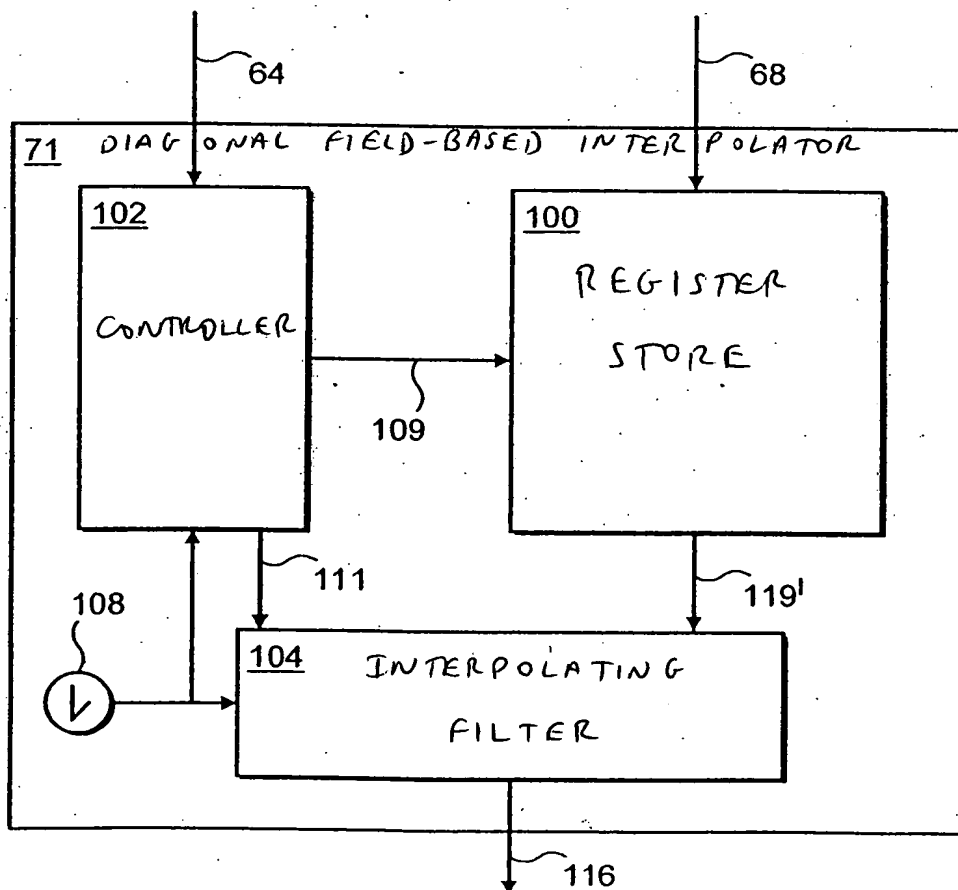 64
68
71 DIAGONAL FIELD-BASED INTERPOLATOR
102
100
CONTROLLER
REGISTER
STORE
109
111
119'
108
104
INTERPOLATING
FILTER
116